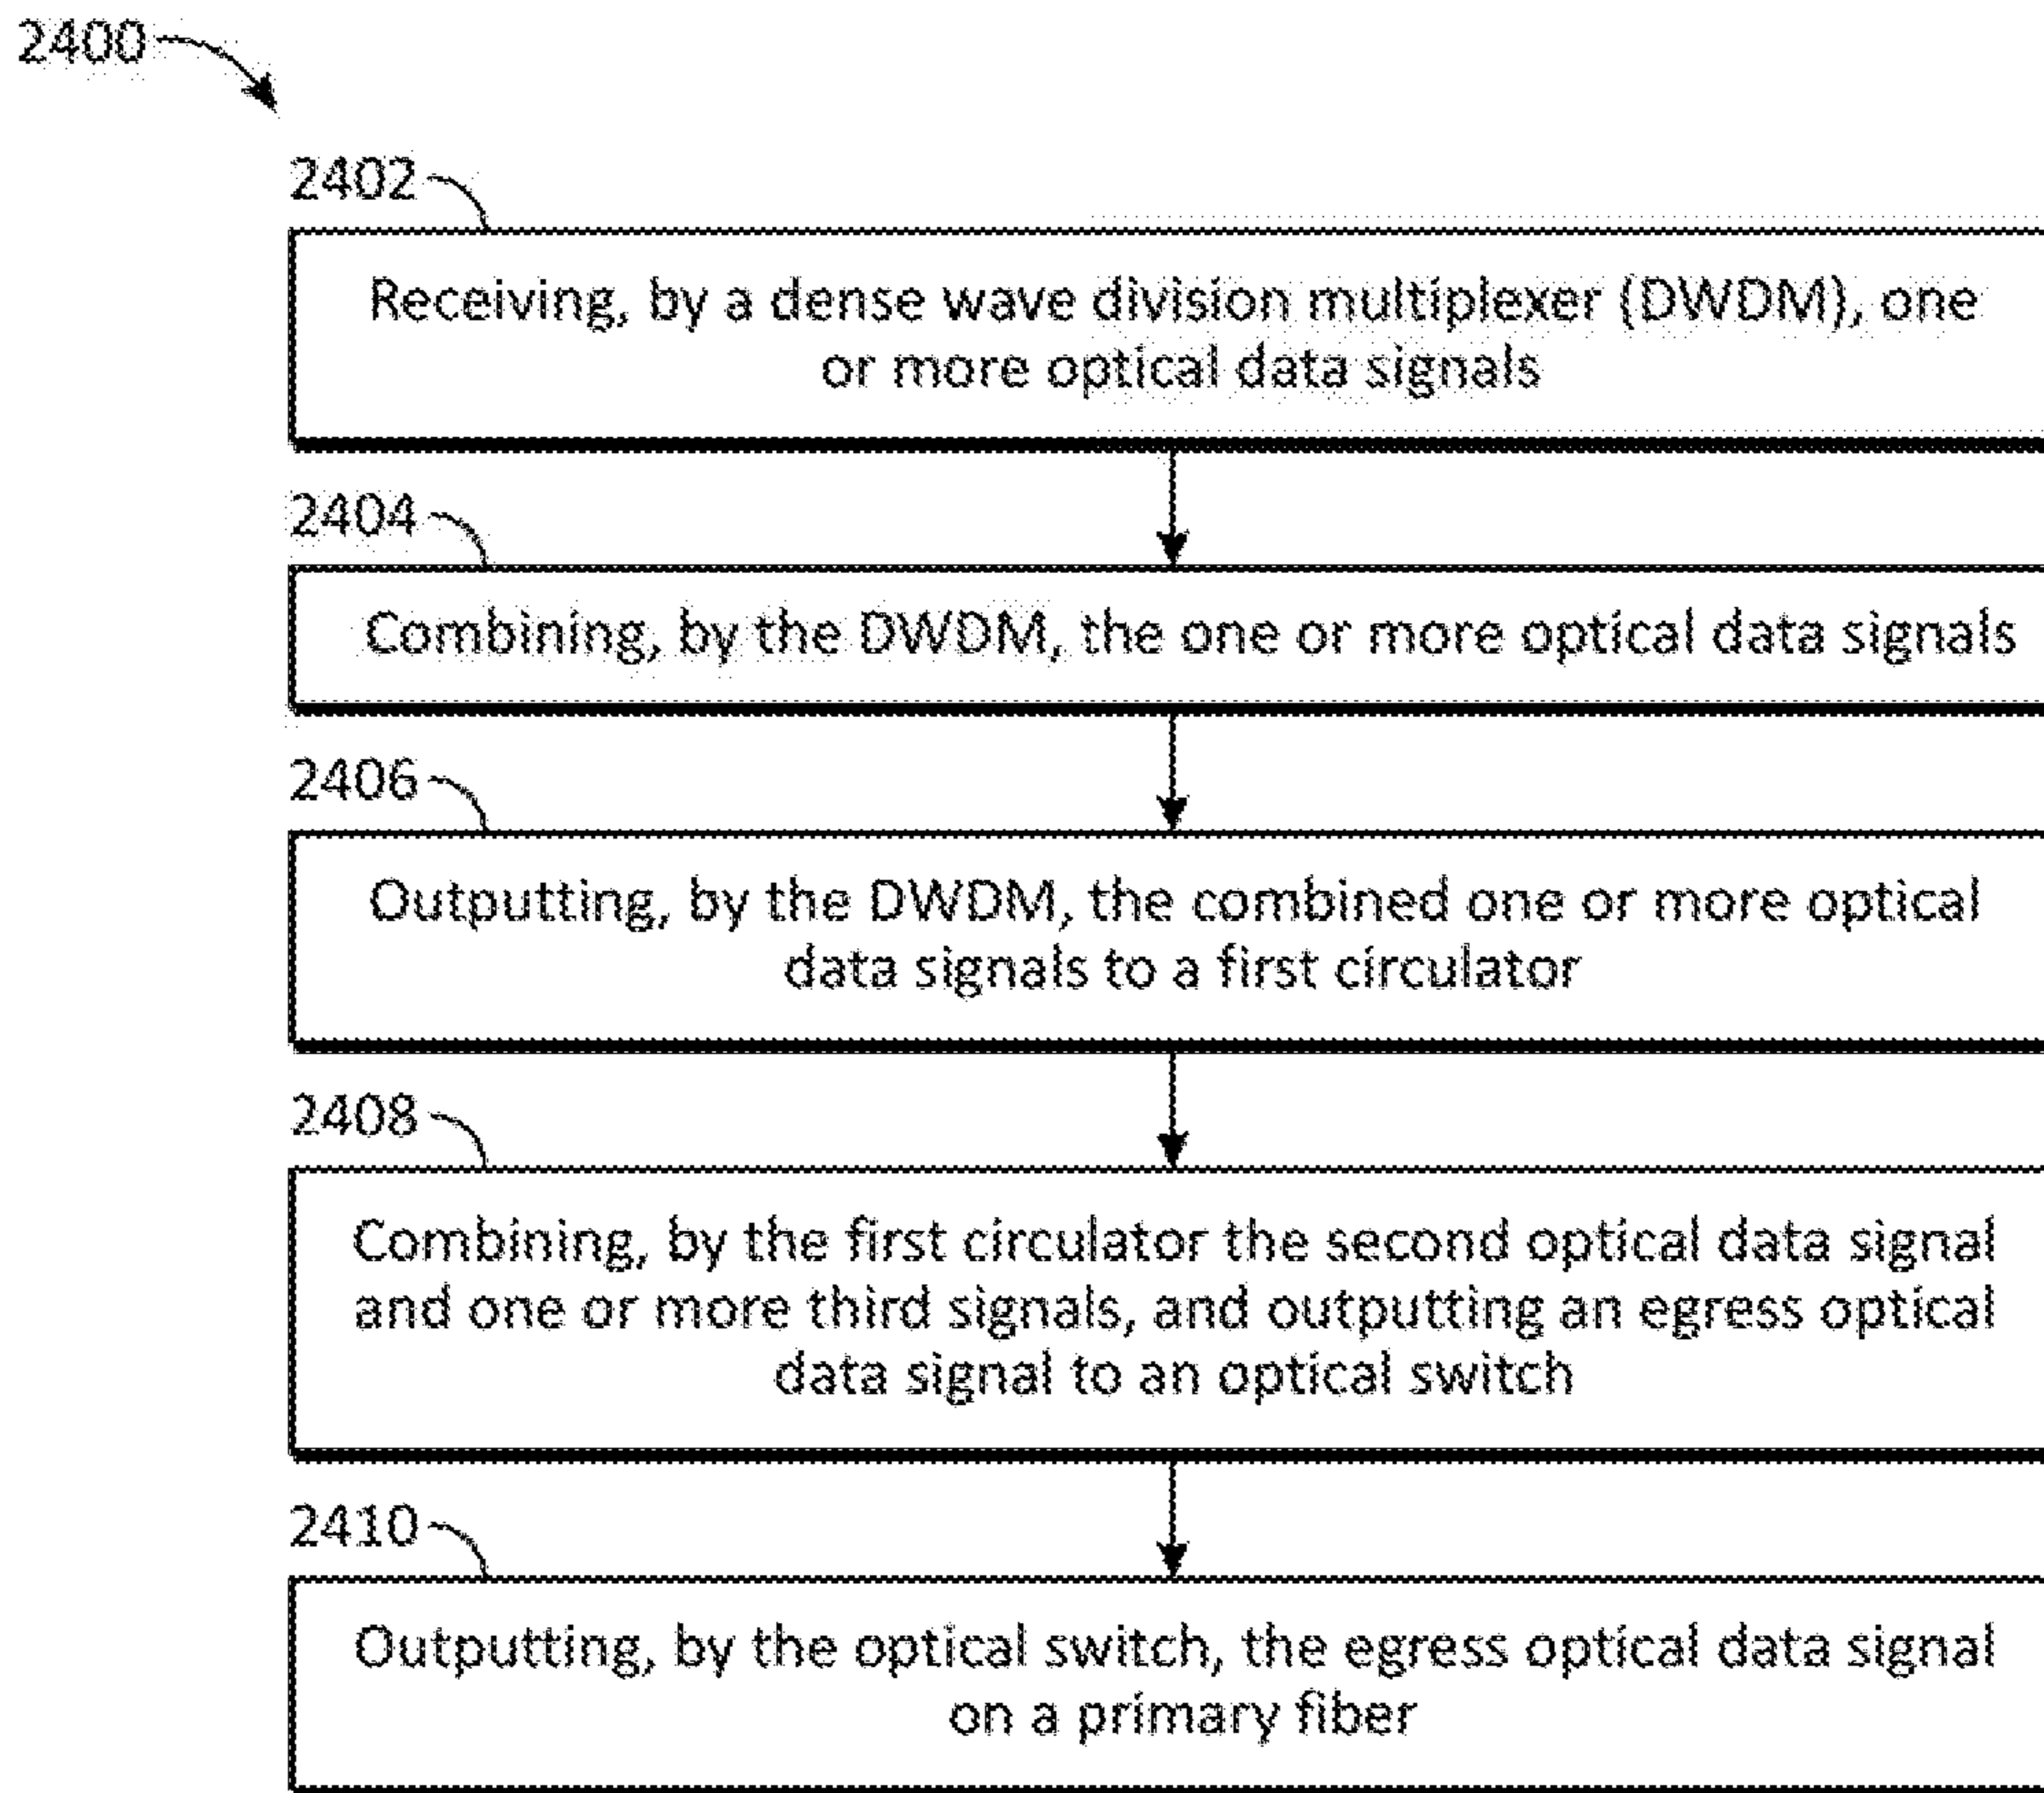 2400
2402
Receiving, by a dense wave division multiplexer (DWDM), one
or more optical data signals
2404
Combining, by the DWDM, the one or more optical data signals
2406
Outputting, by the DWDM, the combined one or more optical
data signals to a first circulator
2408
Combining, by the first circulator the second optical data signal
and one or more third signals, and outputting an egress optical
data signal to an optical switch
2410
Outputting, by the optical switch, the egress optical data signal
on a primary fiber